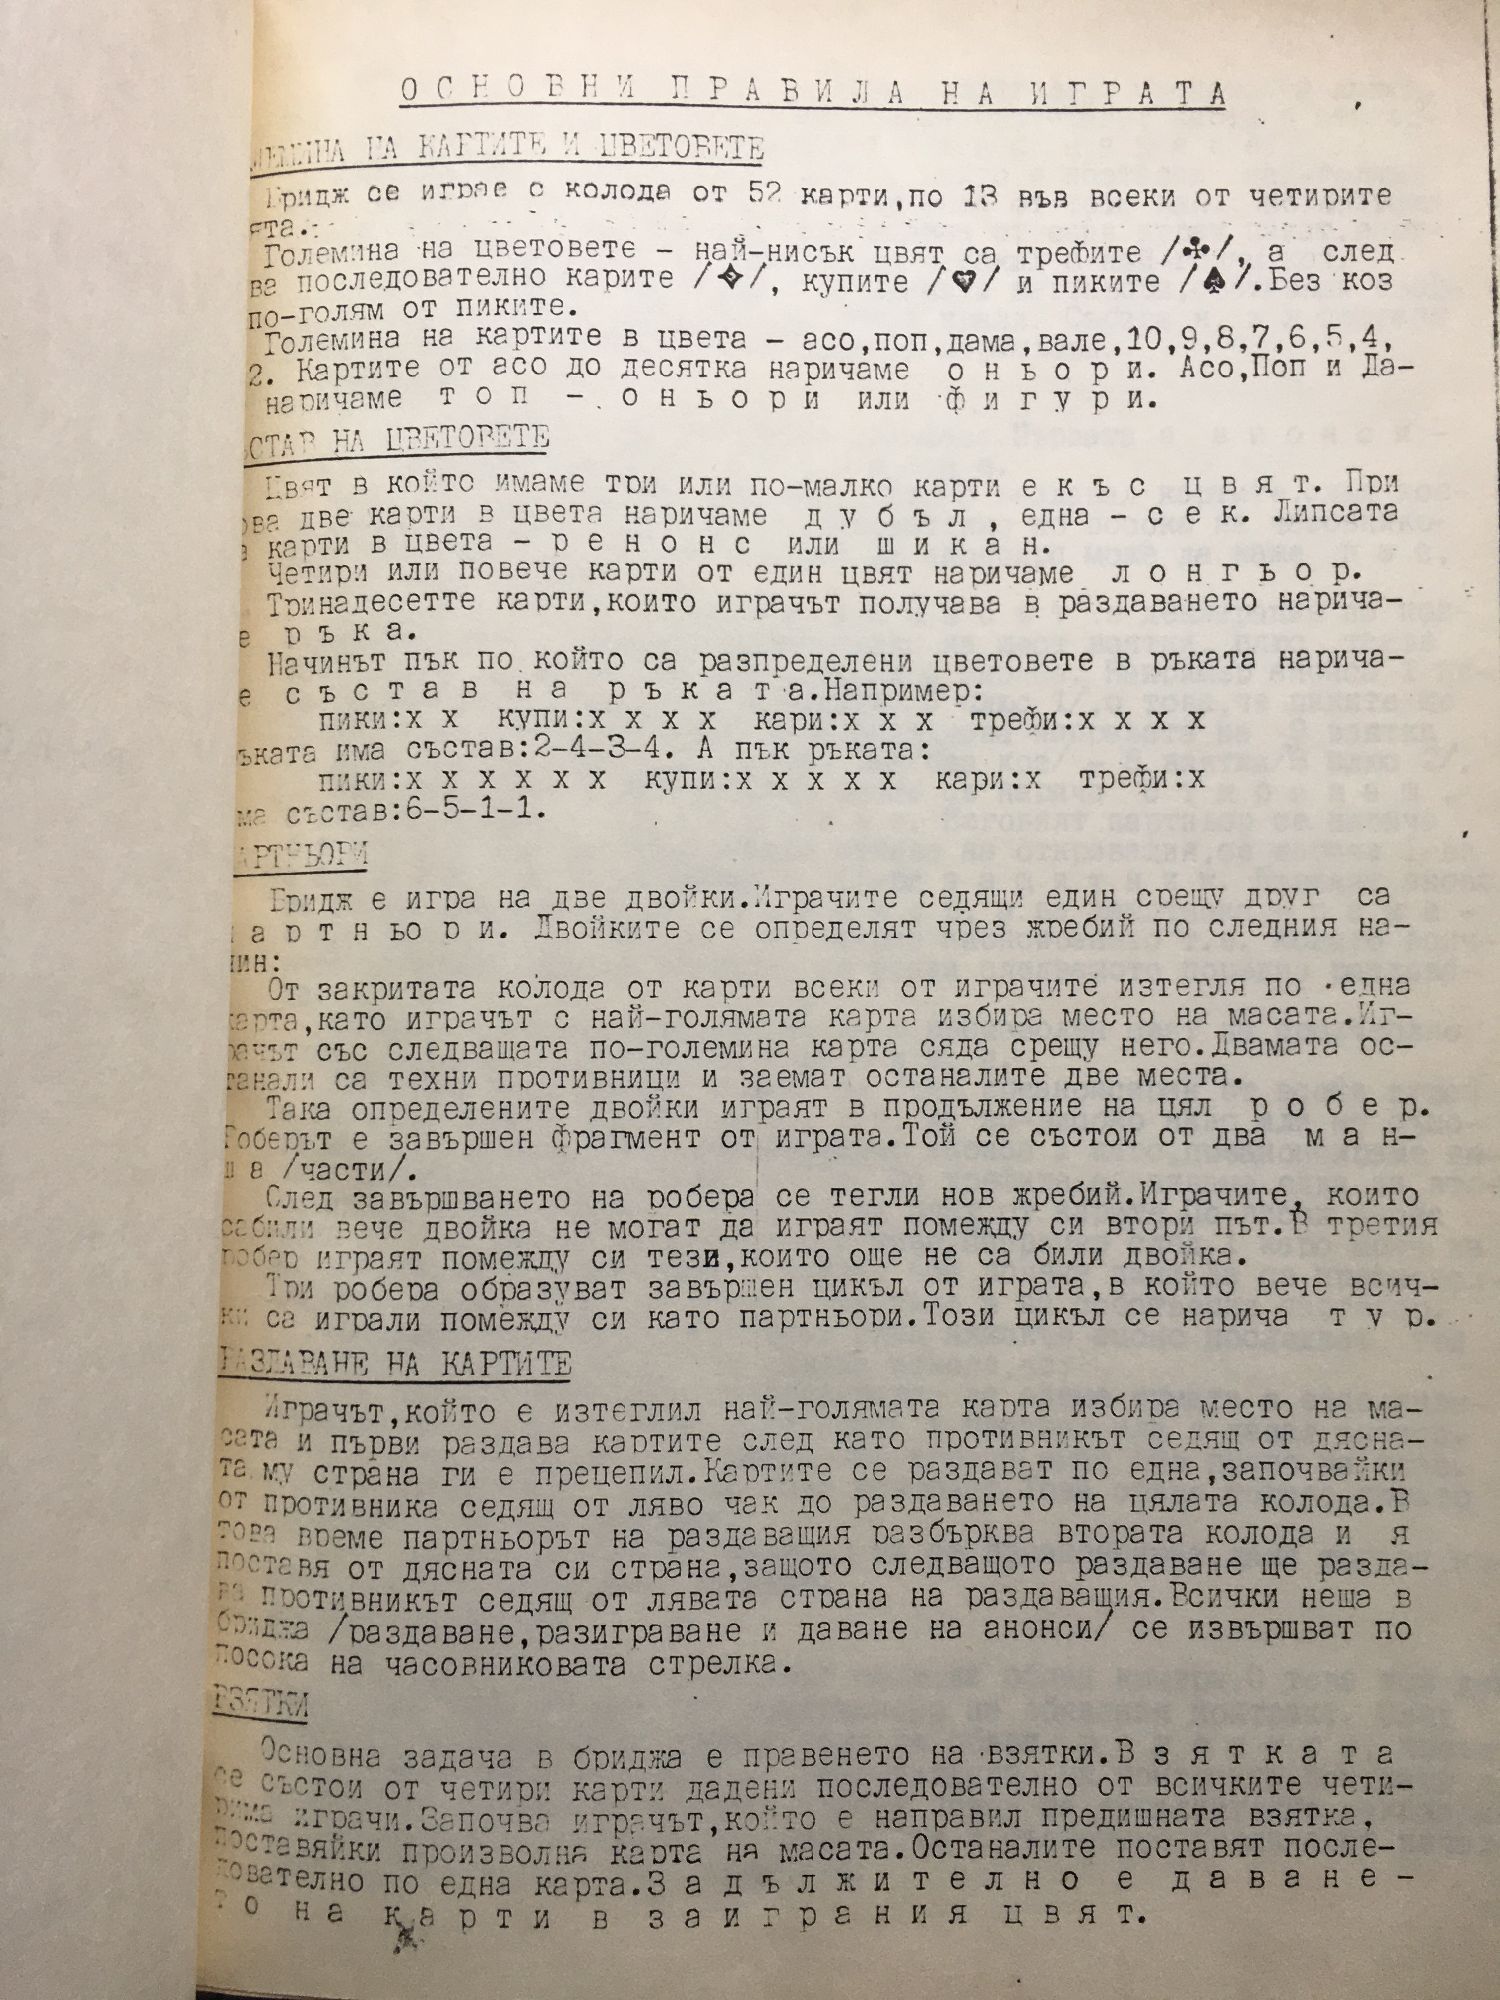 О С Н О В Н И П Р А В И Л А НА И Г Р А Т А
НА КАРТИТЕ И ЦВЕТОВЕТЕ
Бридж се играе с колода от 52 карти,по 13 във всеки от четирите
ята.
Големина на цветовете - най-нисък цвят са трефите /♣/, а след
ва последователно карите /♦/, купите /♥/ и пиките /♠/.Без коз
по-голям от пиките.
Големина на картите в цвета - асо,поп,дама,вале,10,9,8,7,6,5,4,
2. Картите от асо до десятка наричаме о н ь о р и. Асо,Поп и Да-
наричаме т о п - о н ь о р и или ф и г у р и.
СТАВ НА ЦВЕТОВЕТЕ
Цвят в който имаме три или по-малко карти е к ъ с ц в я т. При
ова две карти в цвета наричаме д у б ъ л , една - с е к. Липсата
а карти в цвета - р е н о н с или ш и к а н.
Четири или повече карти от един цвят наричаме л о н г ь о р.
Тринадесетте карти,които играчът получава в раздаването нарича-
е р ъ к а.
Начинът пък по който са разпределени цветовете в ръката нарича-
е с ъ с т а в н а р ъ к а т а.Например:
пики:х х купи:х х х х кари:х х х трефи:х х х х
ъката има състав:2-4-3-4. А пък ръката:
пики:х х х х х х купи:х х х х х кари:х трефи:х
ма състав:6-5-1-1.
АРТНЬОРИ
Бридж е игра на две двойки.Играчите седящи един срещу друг са
а р т н ь о р и. Двойките се определят чрез жребий по следния на-
чин:
От закритата колода от карти всеки от играчите изтегля по една
карта,като играчът с най-голямата карта избира место на масата.Иг-
рачът със следващата по-големина карта сяда срещу него.Двамата ос-
танали са техни противници и заемат останалите две места.
Така определените двойки играят в продължение на цял р о б е р.
Роберът е завършен фрагмент от играта.Той се състои от два м а н-
ш а /части/.
След завършването на робера се тегли нов жребий.Играчите, които
са били вече двойка не могат да играят помежду си втори път.В третия
робер играят помежду си тези,които още не са били двойка.
Три робера образуват завършен цикъл от играта,в който вече всич-
ки са играли помежду си като партньори.Този цикъл се нарича т у р.
РАЗДАВАНЕ НА КАРТИТЕ
Играчът,който е изтеглил най-голямата карта избира место на ма-
сата и първи раздава картите след като противникът седящ от дясна-
та му страна ги е прецепил.Картите се раздават по една,започвайки
от противника седящ от ляво чак до раздаването на цялата колода.В
това време партньорът на раздаващия разбърква втората колода и я
поставя от дясната си страна,защото следващото раздаване ще разда-
ва противникът седящ от лявата страна на раздаващия.Всички неща в
бриджа /раздаване,разиграване и даване на анонси/ се извършват по
посока на часовниковата стрелка.
ВЗЯТКИ
Основна задача в бриджа е правенето на взятки.В з я т к а т а
се състои от четири карти дадени последователно от всичките чети-
рима играчи.Започва играчът,който е направил предишната взятка,
поставяйки произволна карта на масата.Останалите поставят после-
дователно по една карта.З а д ъ л ж и т е л н о е д а в а н е -
т о н а к а р т и в з а и г р а н и я ц в я т.